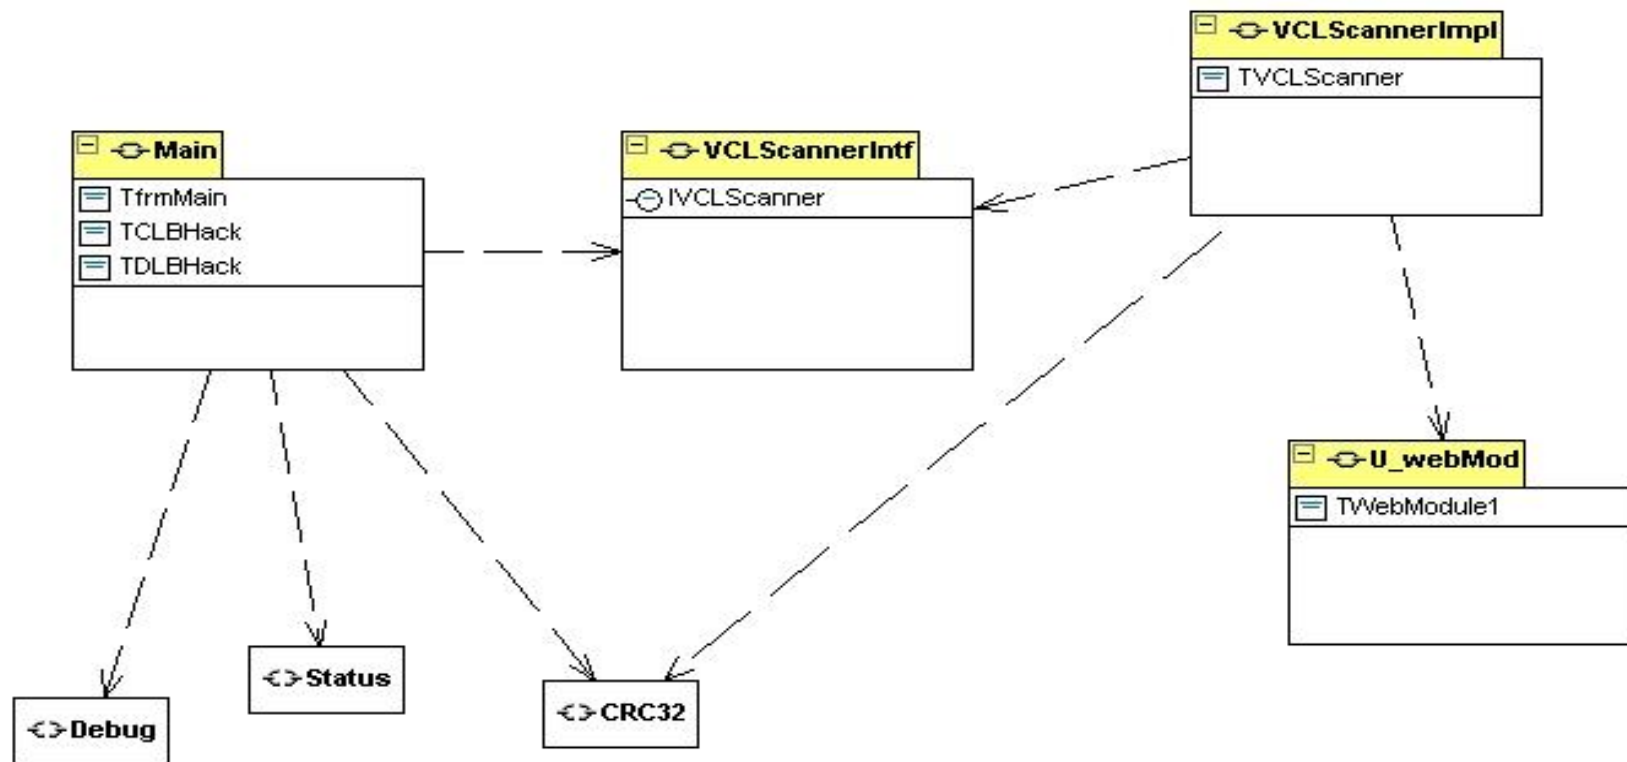 VCLScannerImpl
TVCLScanner
Main
TfrmMain
TCLBHack
TDLBHack
VCLScannerIntf
IVCLScanner
U_webMod
TWebModule1
Status
CRC32
Debug